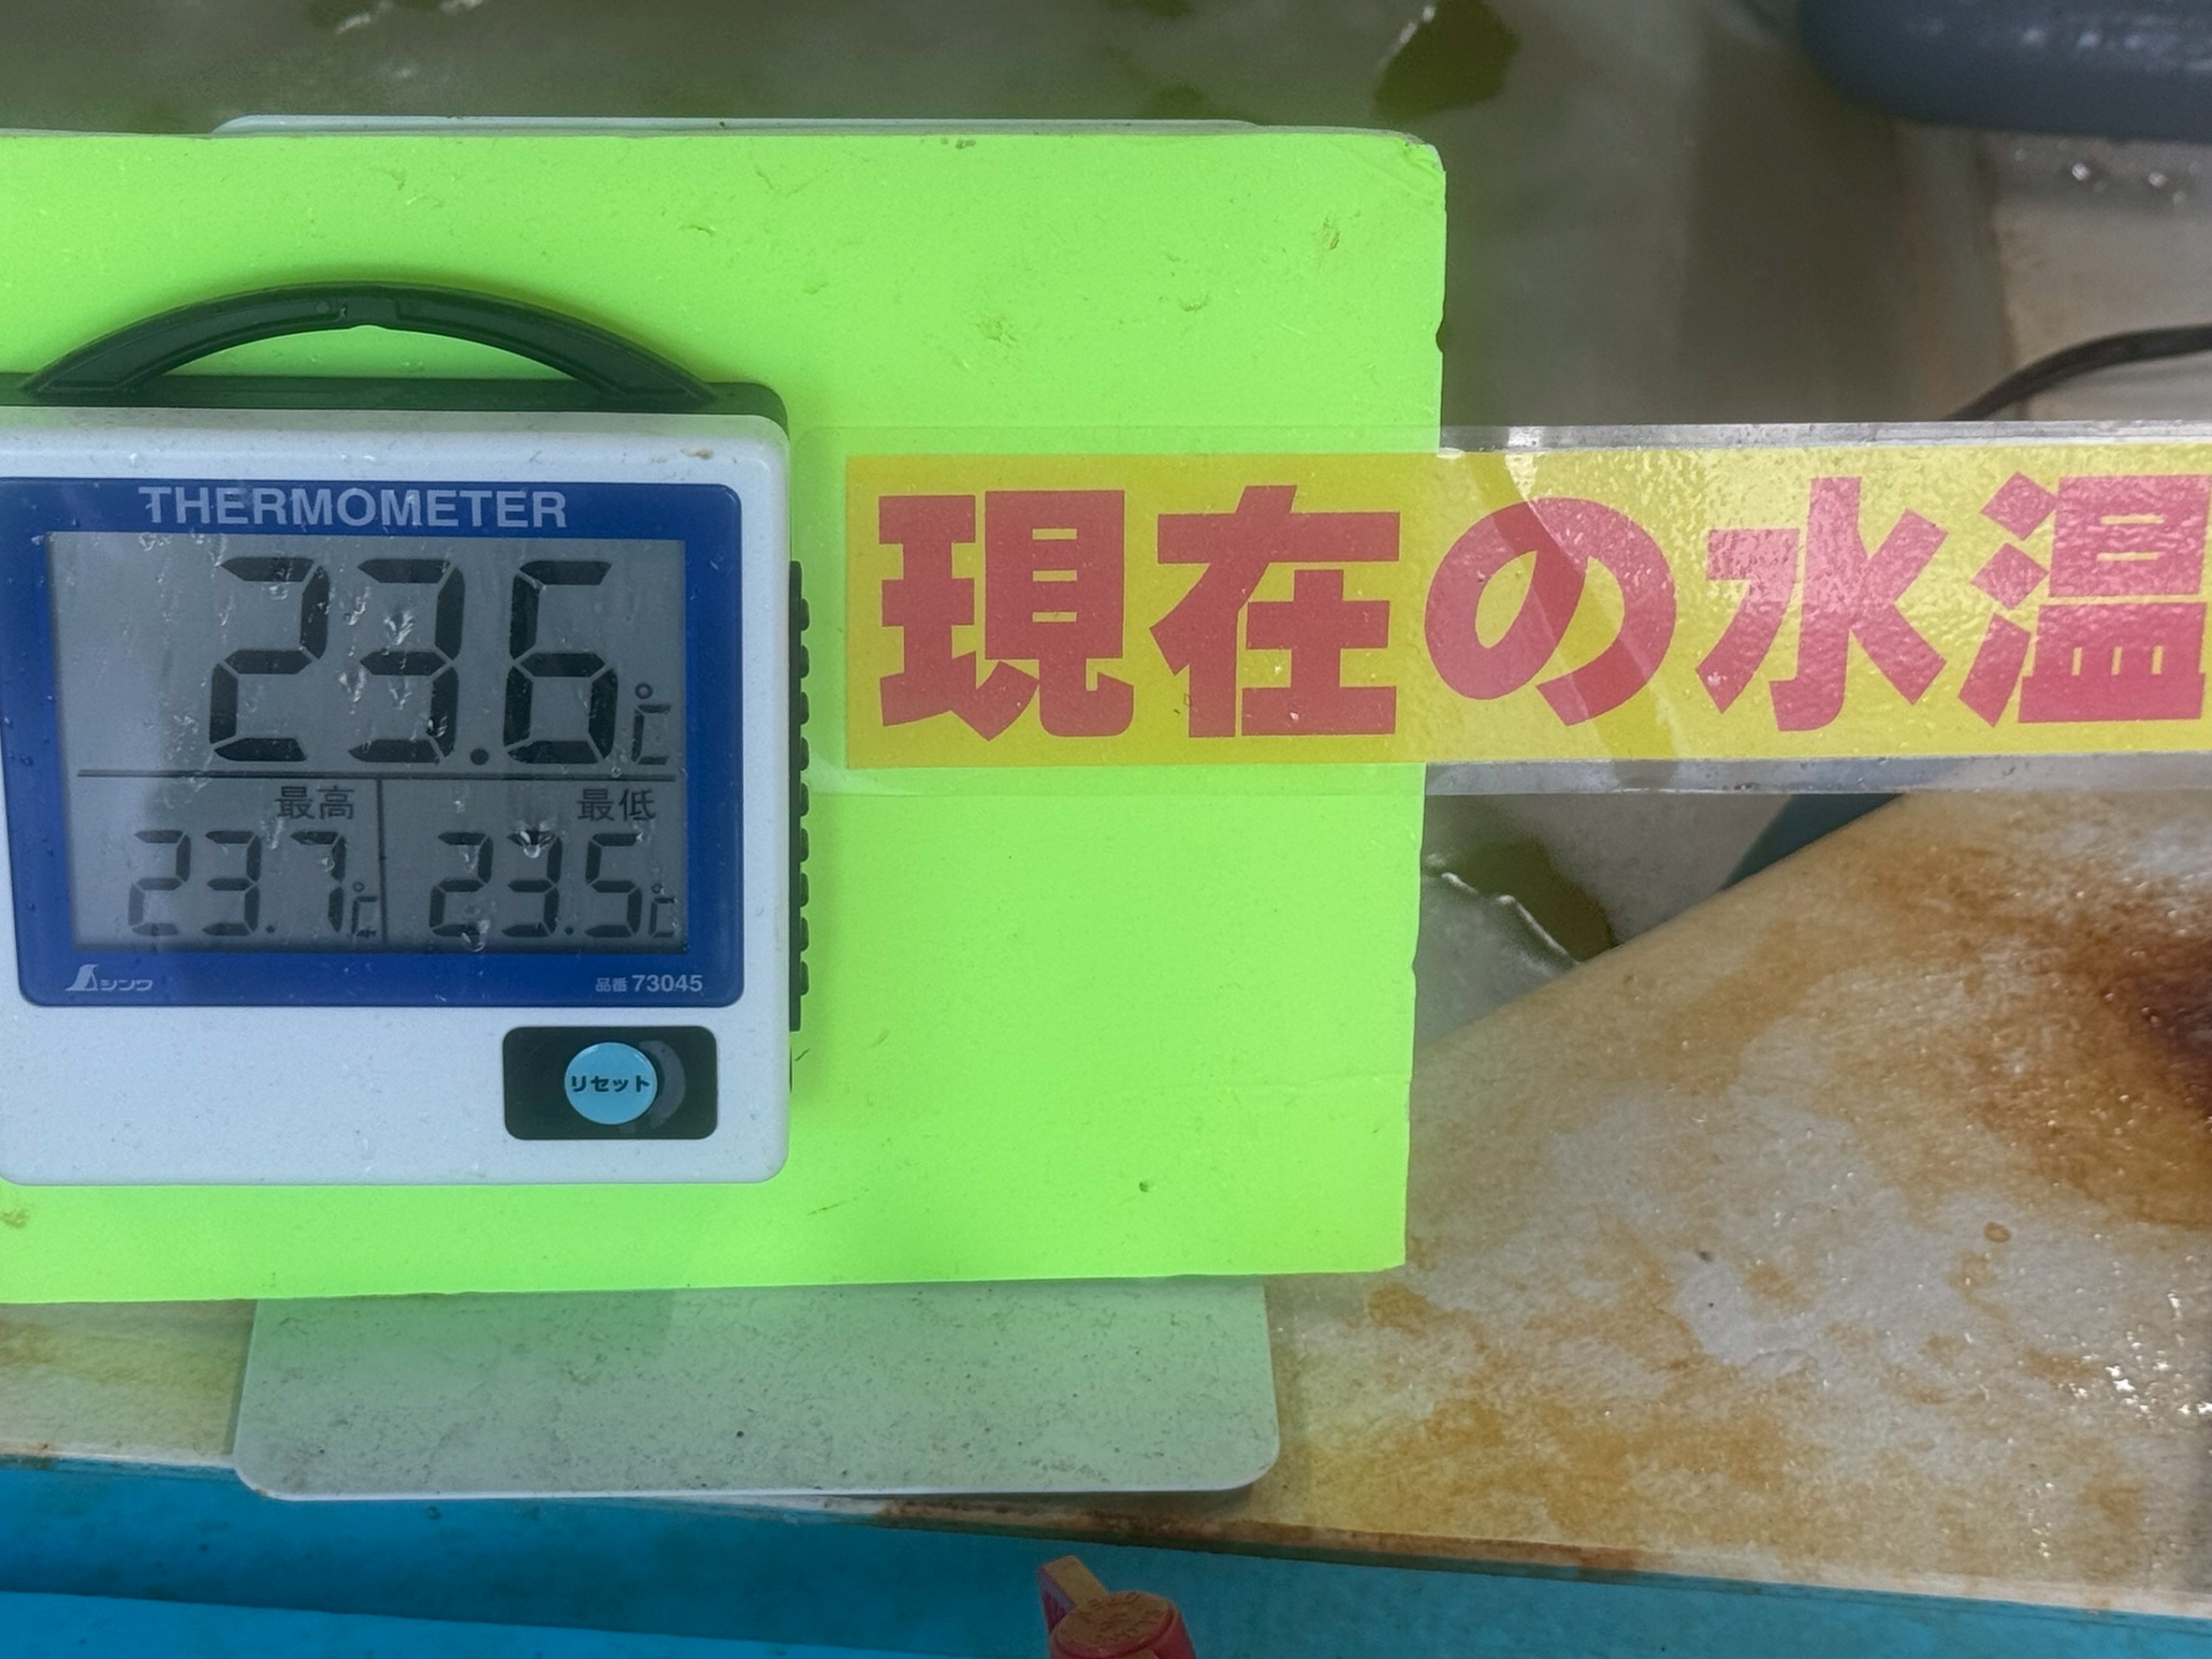 THERMOMETER
23.6℃
最高 最低
23.7℃ 23.5℃
シンワ 品番 73045
リセット
現在の水温